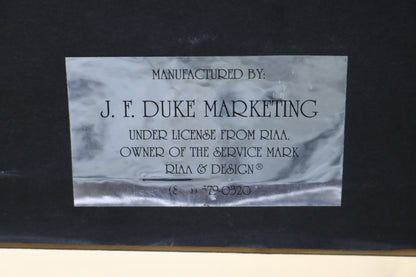 MANUFACTURED BY:
J. F. DUKE MARKETING
UNDER LICENSE FROM RIAA,
OWNER OF THE SERVICE MARK
RIAA & DESIGN®